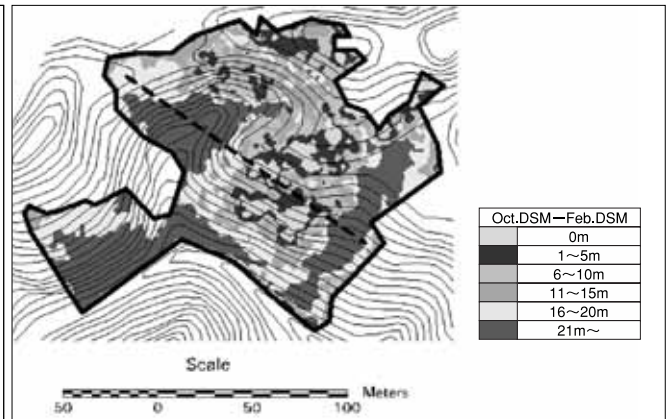 Oct.DSM－Feb.DSM
0m
1～5m
6～10m
11～15m
16～20m
21m～
Scale
Meters
50 0 50 100